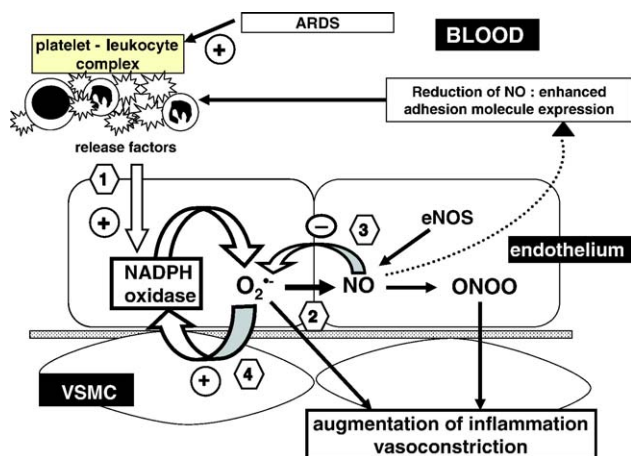 ARDS
BLOOD
platelet - leukocyte
complex
+
Reduction of NO : enhanced
adhesion molecule expression
release factors
1
+
−
3
eNOS
endothelium
NADPH
oxidase
O₂•-
NO
ONOO
2
+
4
VSMC
augmentation of inflammation
vasoconstriction